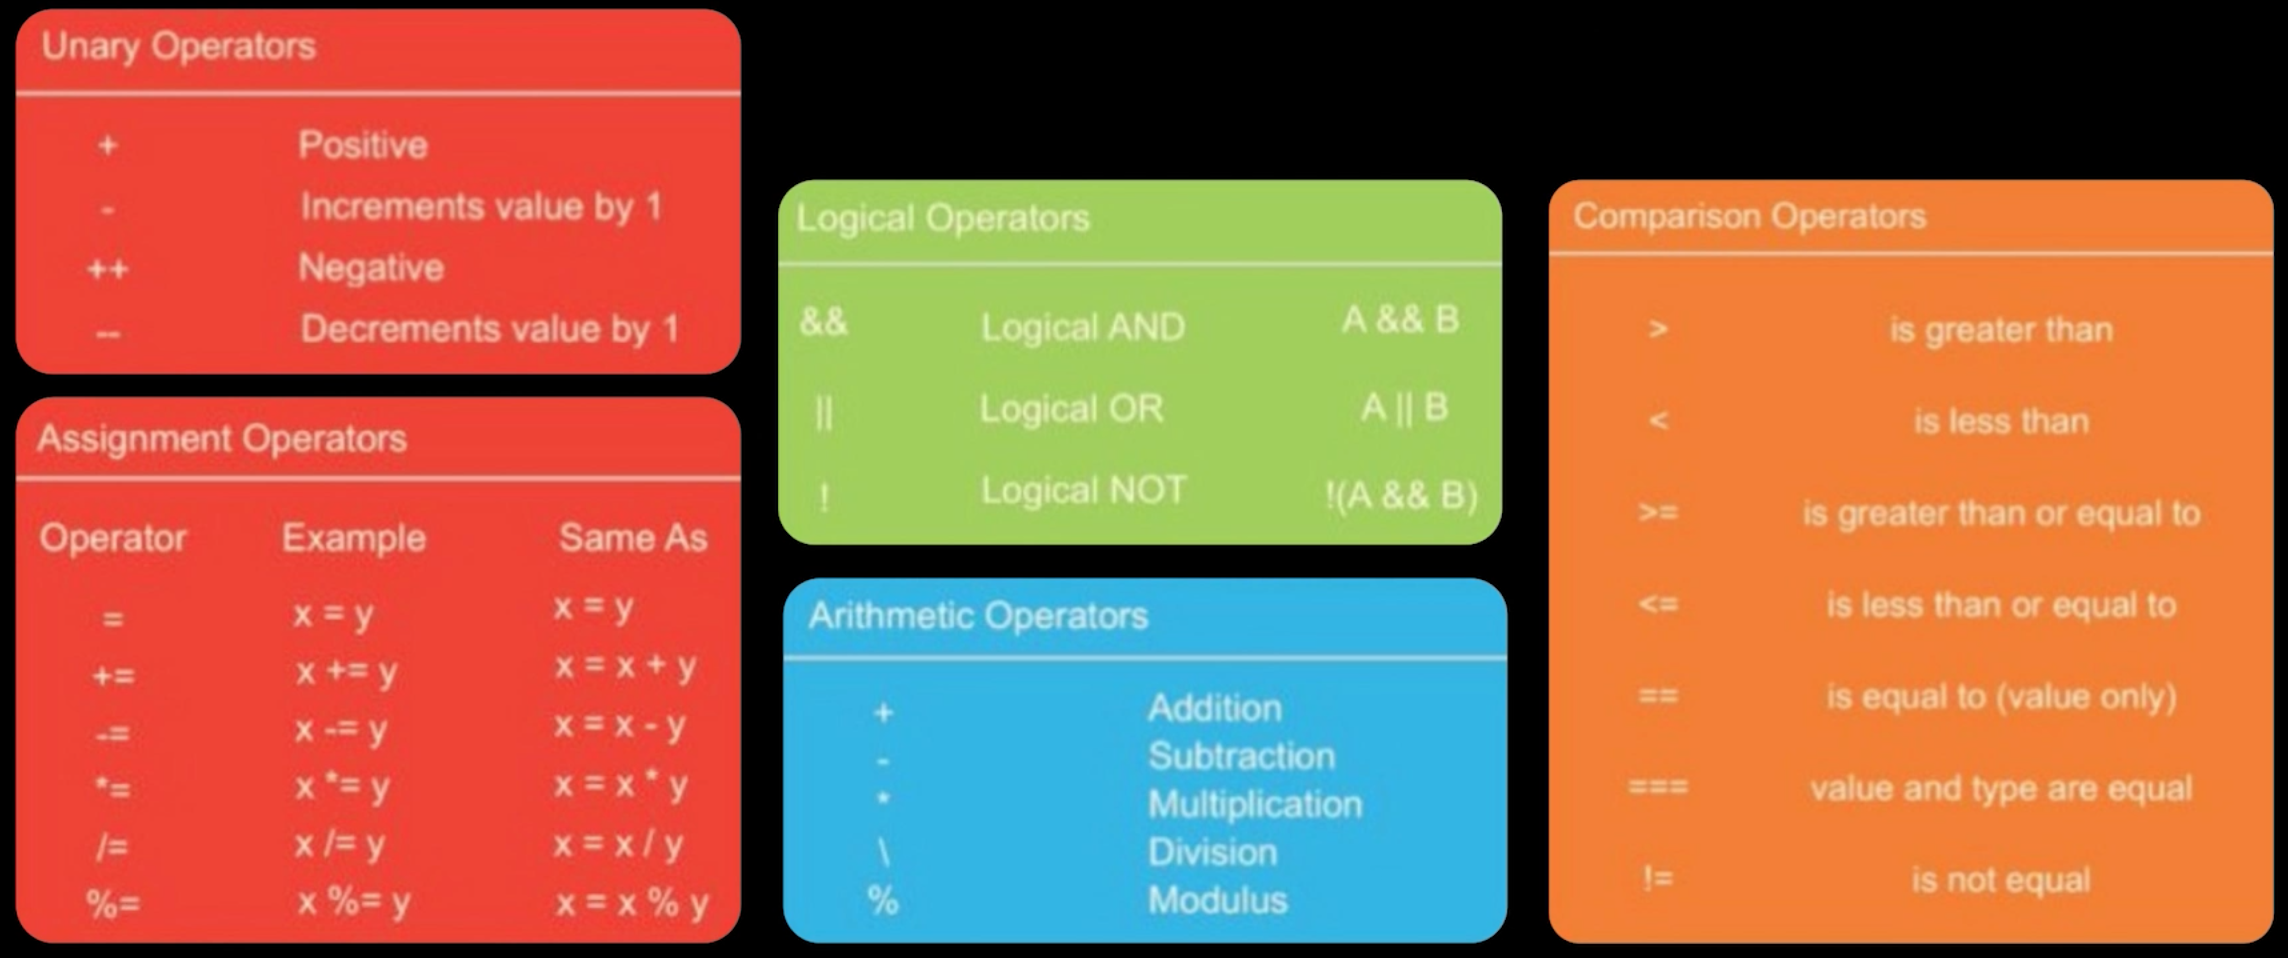 Unary Operators
+ Positive
- Increments value by 1
++ Negative
-- Decrements value by 1
Assignment Operators
Operator Example Same As
= x = y x = y
+= x += y x = x + y
-= x -= y x = x - y
*= x *= y x = x * y
/= x /= y x = x / y
%= x %= y x = x % y
Logical Operators
&& Logical AND A && B
|| Logical OR A || B
! Logical NOT !(A && B)
Arithmetic Operators
+ Addition
- Subtraction
* Multiplication
\ Division
% Modulus
Comparison Operators
> is greater than
< is less than
>= is greater than or equal to
<= is less than or equal to
== is equal to (value only)
=== value and type are equal
!= is not equal